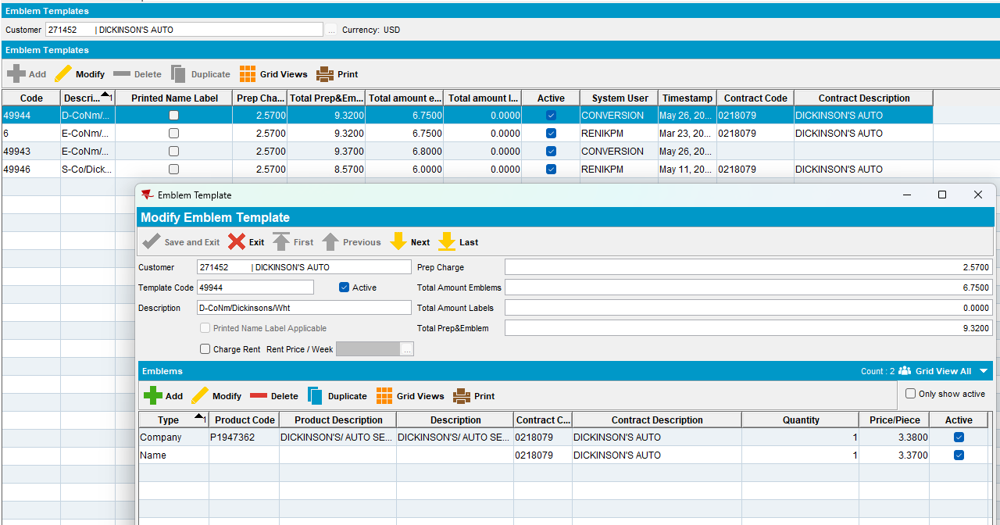 Emblem Templates
Customer 271452 | DICKINSON'S AUTO ... Currency: USD
Emblem Templates
Add Modify Delete Duplicate Grid Views Print
Code Descri... 1 Printed Name Label Prep Cha... Total Prep&Em... Total amount e... Total amount l... Active System User Timestamp Contract Code Contract Description
49944 D-CoNm/... 2.5700 9.3200 6.7500 0.0000 CONVERSION May 26, 20... 0218079 DICKINSON'S AUTO
6 E-CoNm/... 2.5700 9.3200 6.7500 0.0000 RENIKPM Mar 23, 20... 0218079 DICKINSON'S AUTO
49943 E-CoNm/... 2.5700 9.3700 6.8000 0.0000 CONVERSION May 26, 20...
49946 S-Co/Dick... 2.5700 8.5700 6.0000 0.0000 RENIKPM May 11, 20... 0218079 DICKINSON'S AUTO
Emblem Template
Modify Emblem Template
Save and Exit Exit First Previous Next Last
Customer 271452 | DICKINSON'S AUTO Prep Charge 2.5700
Template Code 49944 Active Total Amount Emblems 6.7500
Description D-CoNm/Dickinsons/Wht Total Amount Labels 0.0000
Printed Name Label Applicable Total Prep&Emblem 9.3200
Charge Rent Rent Price / Week ...
Emblems Count : 2 Grid View All
Add Modify Delete Duplicate Grid Views Print Only show active
Type 1 Product Code Product Description Description Contract C... Contract Description Quantity Price/Piece Active
Company P1947362 DICKINSON'S/ AUTO SE... DICKINSON'S/ AUTO SE... 0218079 DICKINSON'S AUTO 1 3.3800
Name 0218079 DICKINSON'S AUTO 1 3.3700